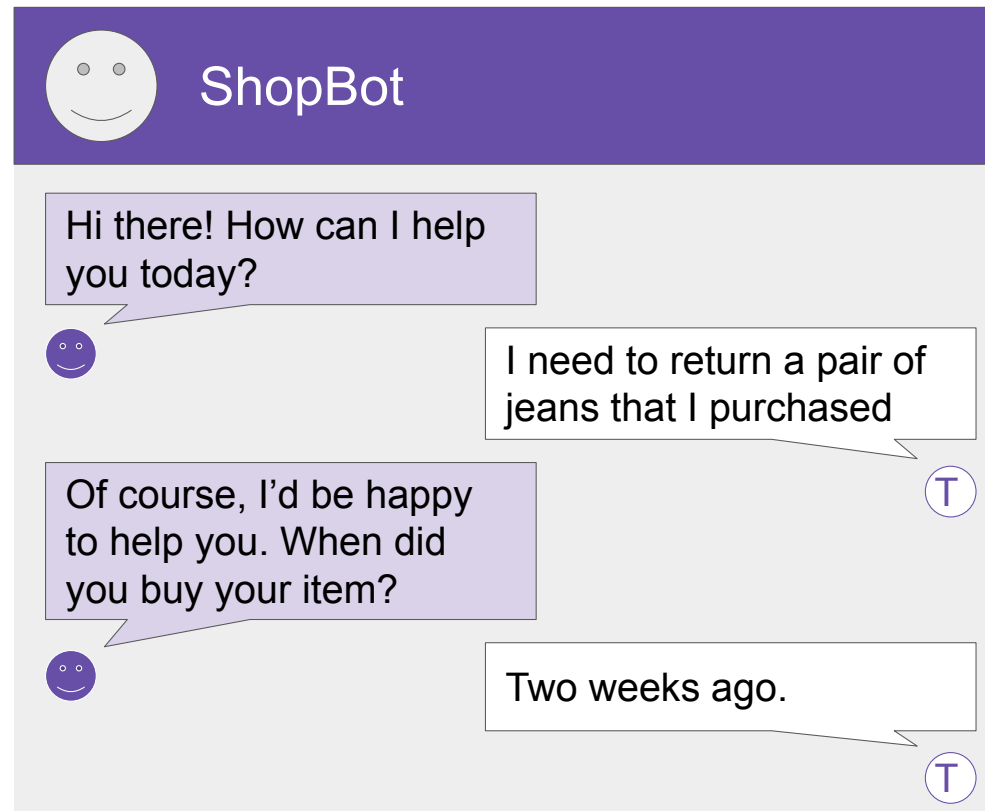 ShopBot
Hi there! How can I help
you today?
I need to return a pair of
jeans that I purchased
T
Of course, I’d be happy
to help you. When did
you buy your item?
Two weeks ago.
T